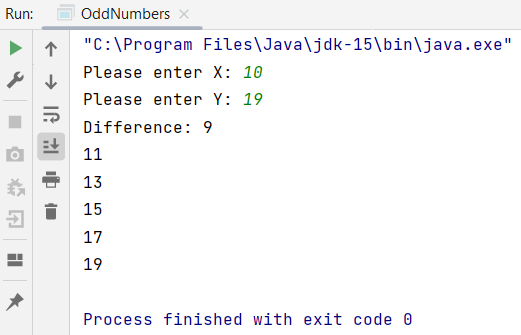 Run: OddNumbers
"C:\Program Files\Java\jdk-15\bin\java.exe"
Please enter X: 10
Please enter Y: 19
Difference: 9
11
13
15
17
19
Process finished with exit code 0